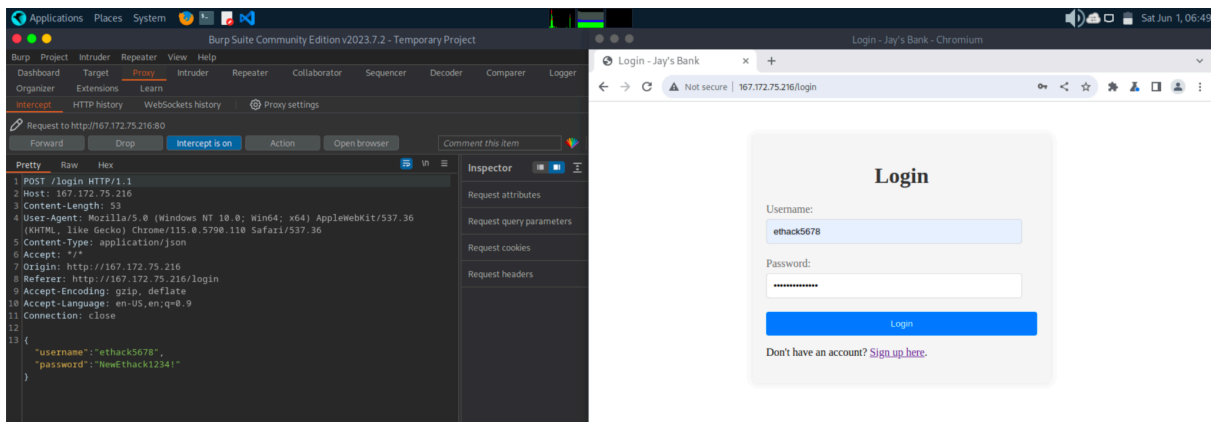 Applications Places System Sat Jun 1, 06:49
Burp Suite Community Edition v2023.7.2 - Temporary Project
Burp Project Intruder Repeater View Help
Dashboard Target Proxy Intruder Repeater Collaborator Sequencer Decoder Comparer Logger
Organizer Extensions Learn
Intercept HTTP history WebSockets history Proxy settings
Request to http://167.172.75.216:80
Forward Drop Intercept is on Action Open browser Comment this item
Pretty Raw Hex \n
1 POST /login HTTP/1.1
2 Host: 167.172.75.216
3 Content-Length: 53
4 User-Agent: Mozilla/5.0 (Windows NT 10.0; Win64; x64) AppleWebKit/537.36
(KHTML, like Gecko) Chrome/115.0.5790.110 Safari/537.36
5 Content-Type: application/json
6 Accept: */*
7 Origin: http://167.172.75.216
8 Referer: http://167.172.75.216/login
9 Accept-Encoding: gzip, deflate
10 Accept-Language: en-US,en;q=0.9
11 Connection: close
12
13 {
"username":"ethack5678",
"password":"NewEthack1234!"
}
Inspector
Request attributes
Request query parameters
Request cookies
Request headers
Login - Jay's Bank - Chromium
Login - Jay's Bank
Not secure 167.172.75.216/login
Login
Username:
ethack5678
Password:
••••••••••••••
Login
Don't have an account? Sign up here.